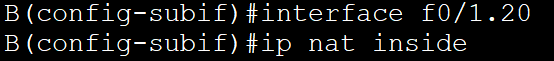 B(config-subif)#interface f0/1.20
B(config-subif)#ip nat inside